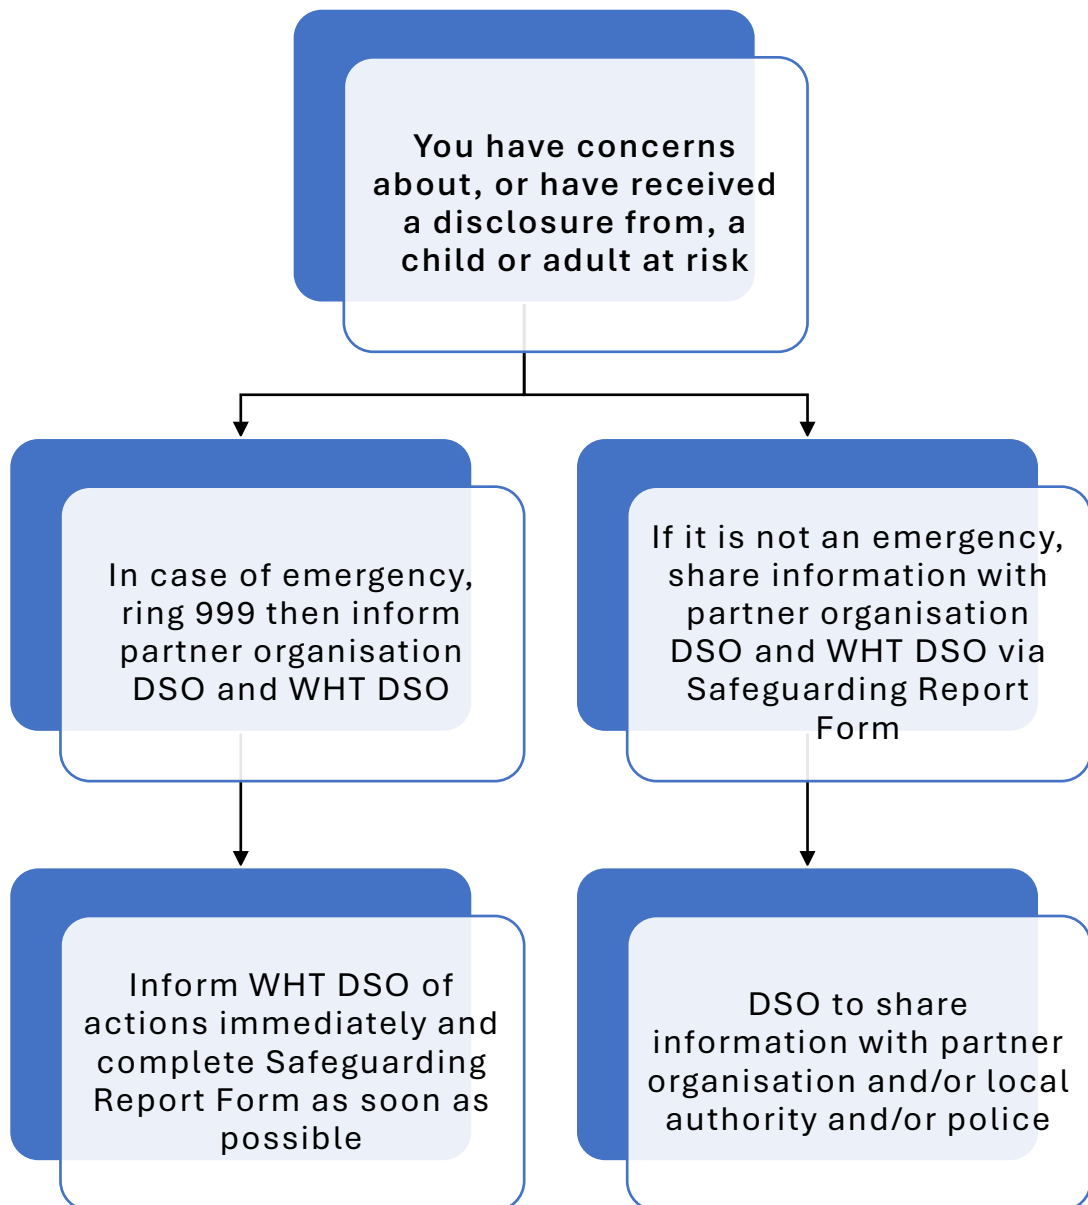 You have concerns
about, or have received
a disclosure from, a
child or adult at risk
In case of emergency,
ring 999 then inform
partner organisation
DSO and WHT DSO
If it is not an emergency,
share information with
partner organisation
DSO and WHT DSO via
Safeguarding Report
Form
Inform WHT DSO of
actions immediately and
complete Safeguarding
Report Form as soon as
possible
DSO to share
information with partner
organisation and/or local
authority and/or police